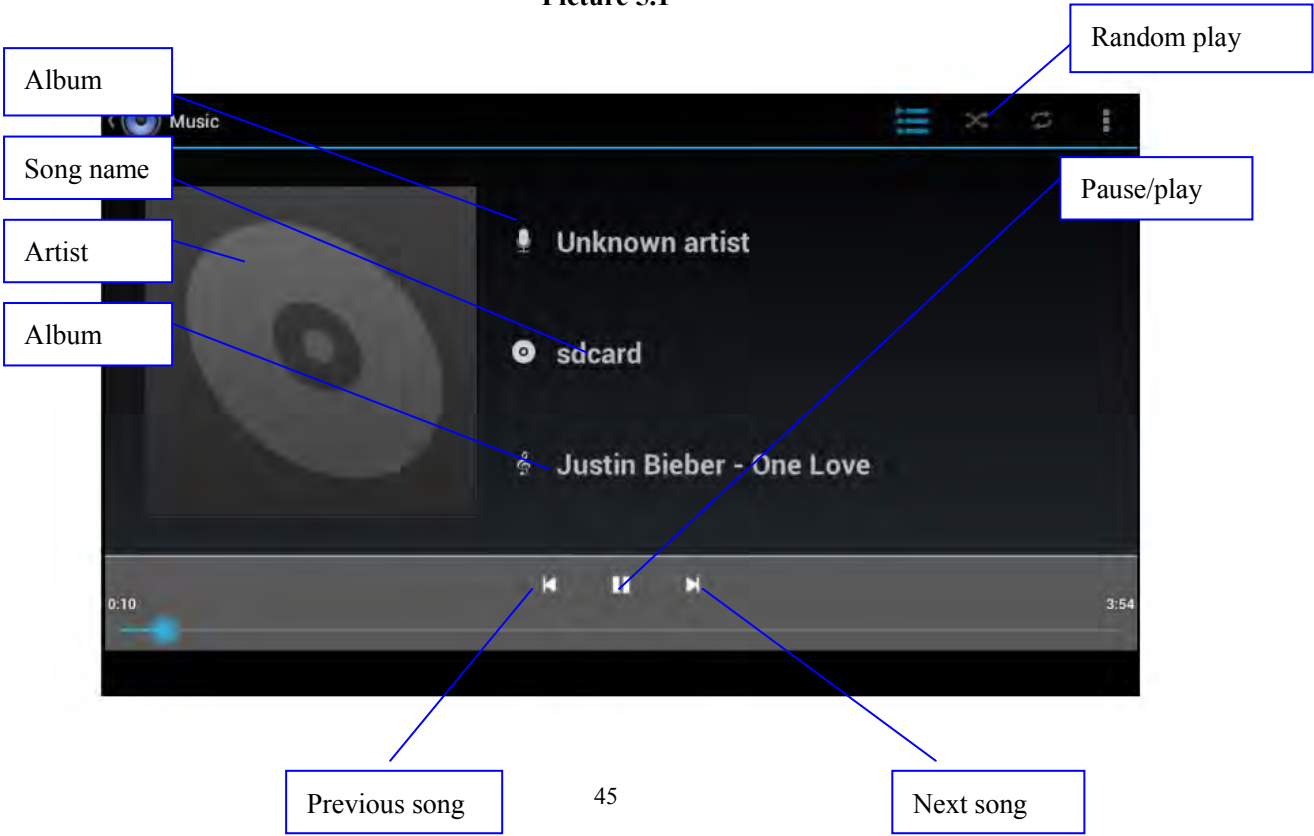 Picture 5.1
Random play
Album
Music
Song name
Pause/play
Artist
Unknown artist
Album
sdcard
Justin Bieber - One Love
0:10
3:54
Previous song
45
Next song